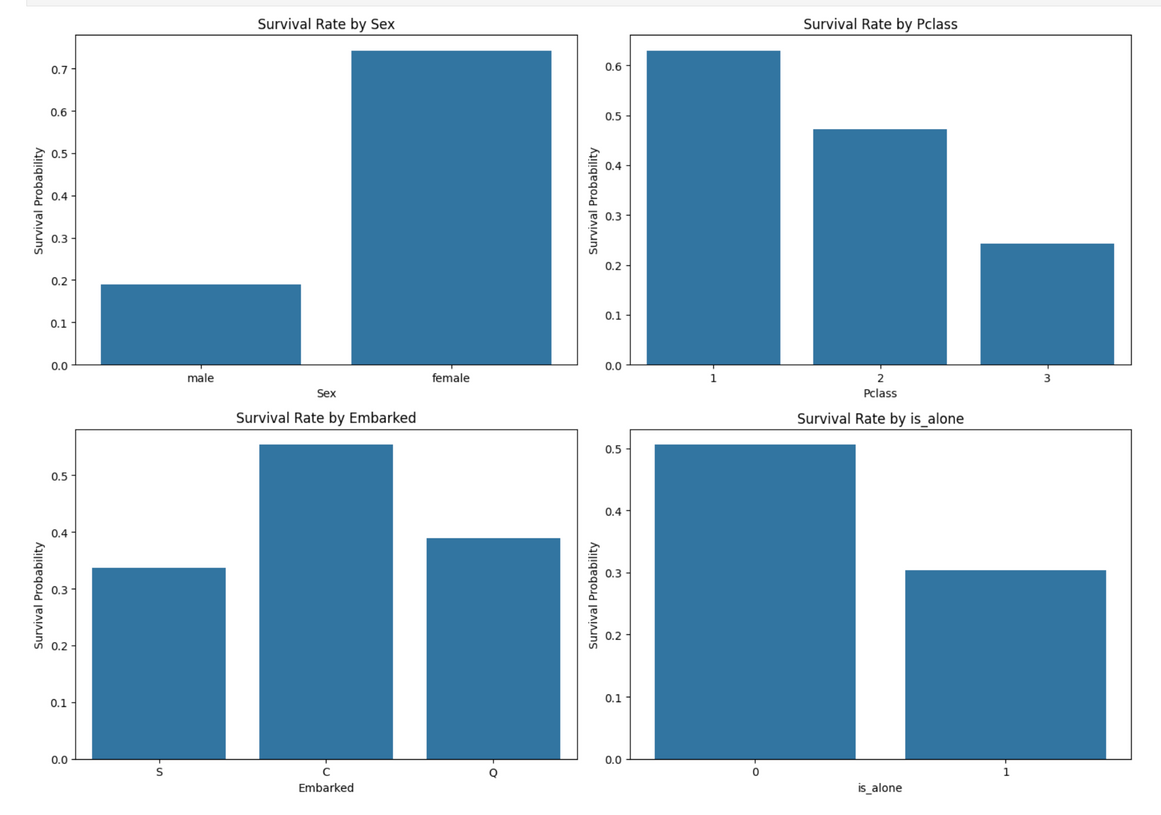 Survival Rate by Sex
Survival Probability
0.7
0.6
0.5
0.4
0.3
0.2
0.1
0.0
male female
Sex
Survival Rate by Pclass
Survival Probability
0.6
0.5
0.4
0.3
0.2
0.1
0.0
1 2 3
Pclass
Survival Rate by Embarked
Survival Probability
0.5
0.4
0.3
0.2
0.1
0.0
S C Q
Embarked
Survival Rate by is_alone
Survival Probability
0.5
0.4
0.3
0.2
0.1
0.0
0 1
is_alone